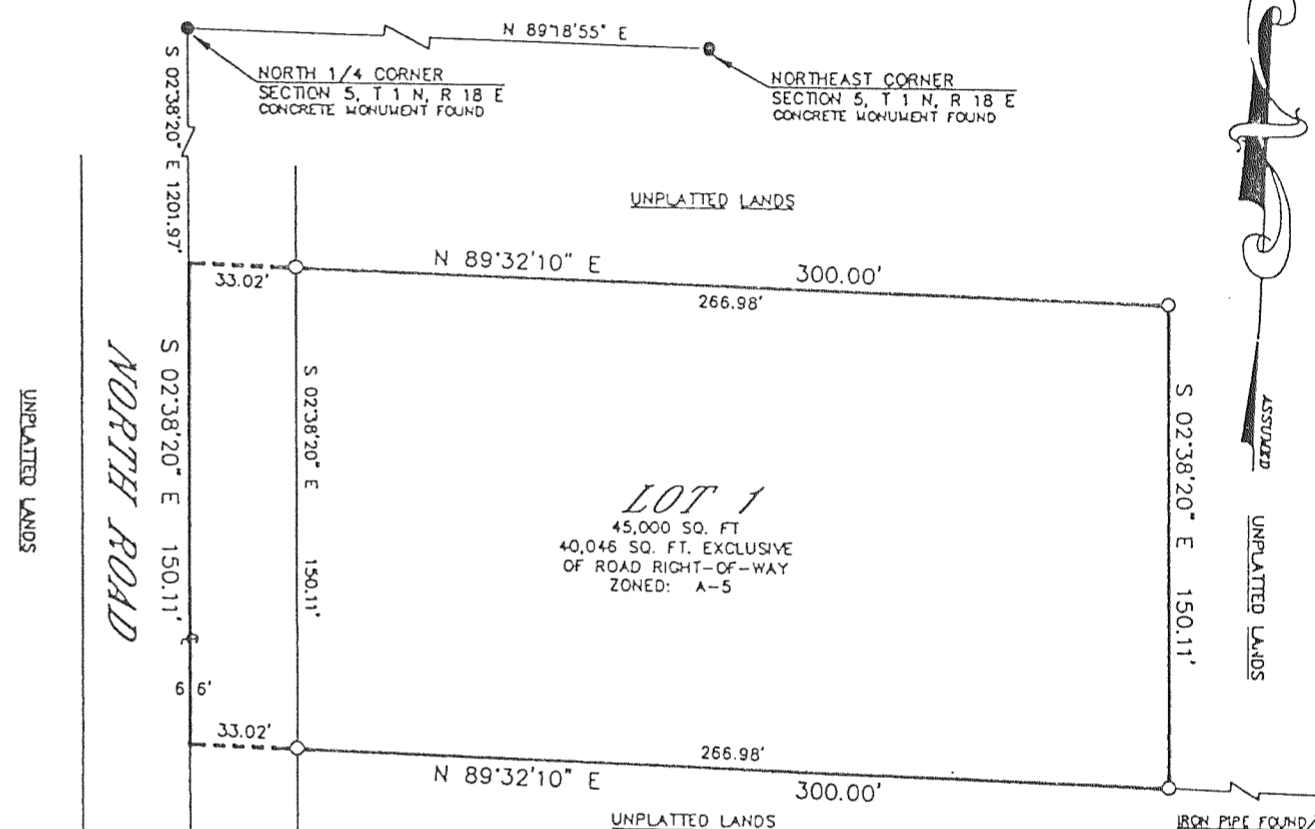 N 89°18'55" E
NORTH 1/4 CORNER
SECTION 5, T 1 N, R 18 E
CONCRETE MONUMENT FOUND
NORTHEAST CORNER
SECTION 5, T 1 N, R 18 E
CONCRETE MONUMENT FOUND
S 02°38'20" E 1201.97'
UNPLATTED LANDS
N 89°32'10" E 300.00'
33.02'
266.98'
UNPLATTED LANDS
NORTH ROAD
S 02°38'20" E 150.11'
S 02°38'20" E 150.11'
LOT 1
45,000 SQ. FT
40,046 SQ. FT. EXCLUSIVE
OF ROAD RIGHT-OF-WAY
ZONED: A-5
S 02°38'20" E 150.11'
ASSUMED
UNPLATTED LANDS
66'
33.02'
266.98'
N 89°32'10" E 300.00'
UNPLATTED LANDS
IRON PIPE FOUND